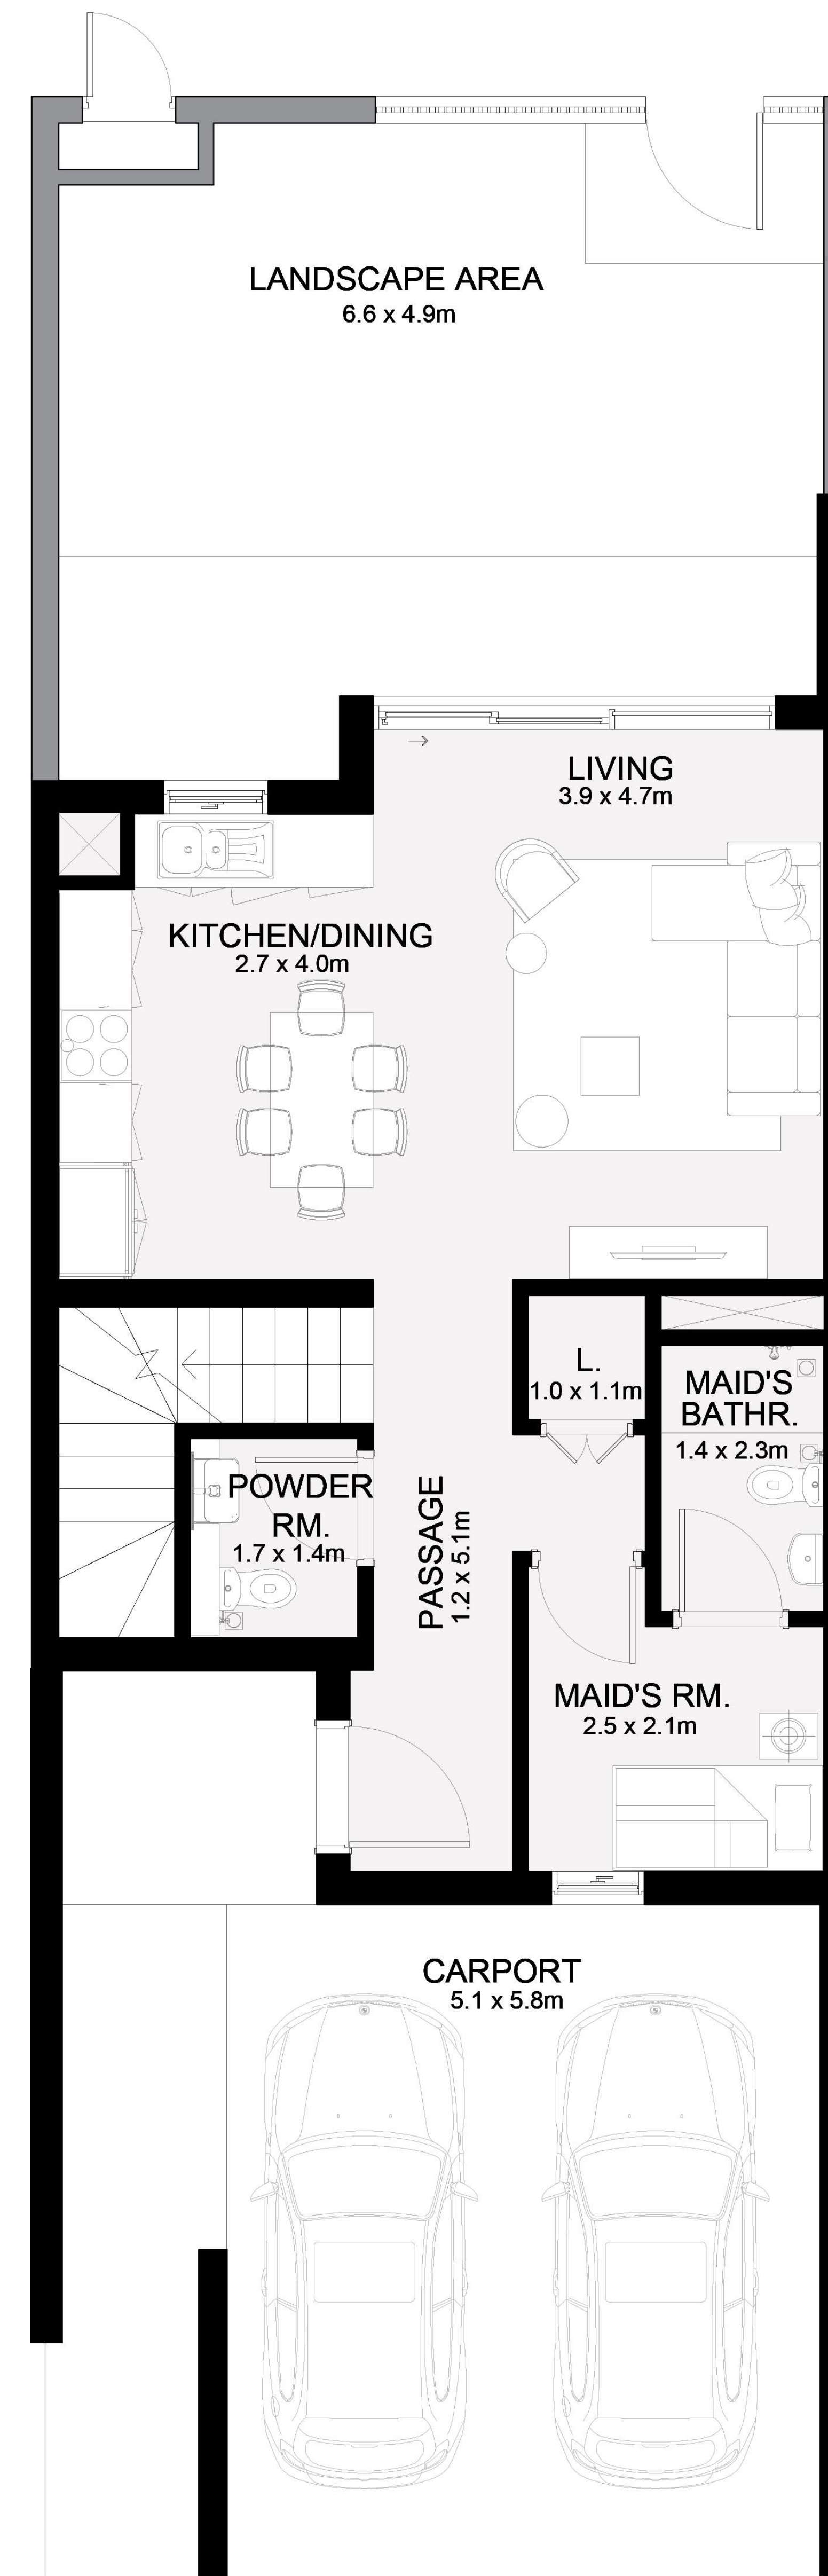 LANDSCAPE AREA
6.6 x 4.9m
LIVING
3.9 x 4.7m
KITCHEN/DINING
2.7 x 4.0m
L.
1.0 x 1.1m
MAID'S
BATHR.
1.4 x 2.3m
POWDER
RM.
1.7 x 1.4m
PASSAGE
1.2 x 5.1m
MAID'S RM.
2.5 x 2.1m
CARPORT
5.1 x 5.8m